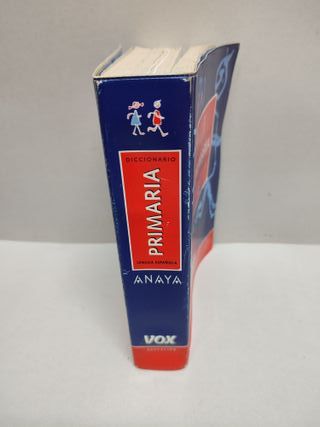 DICCIONARIO
PRIMARIA
LENGUA ESPAÑOLA
ANAYA
VOX